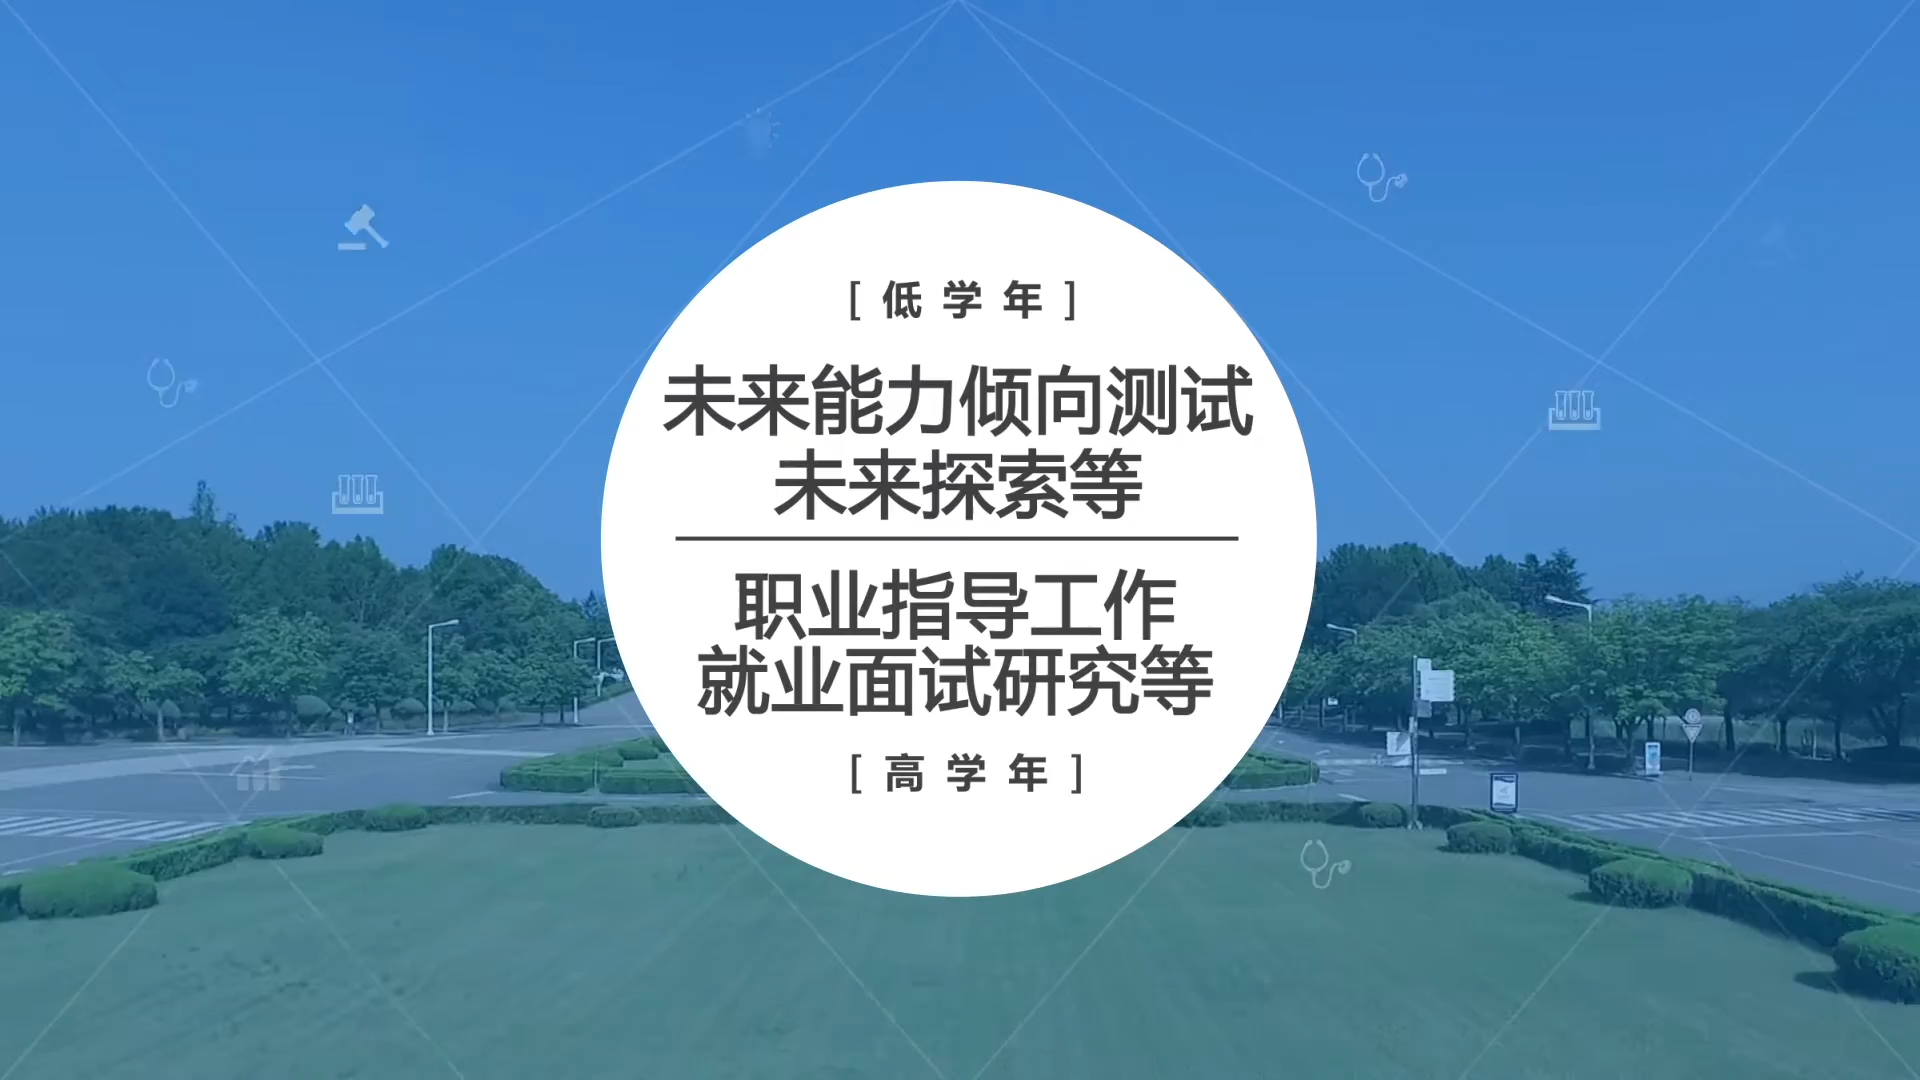 [低学年]
未来能力倾向测试
未来探索等
职业指导工作
就业面试研究等
[高学年]